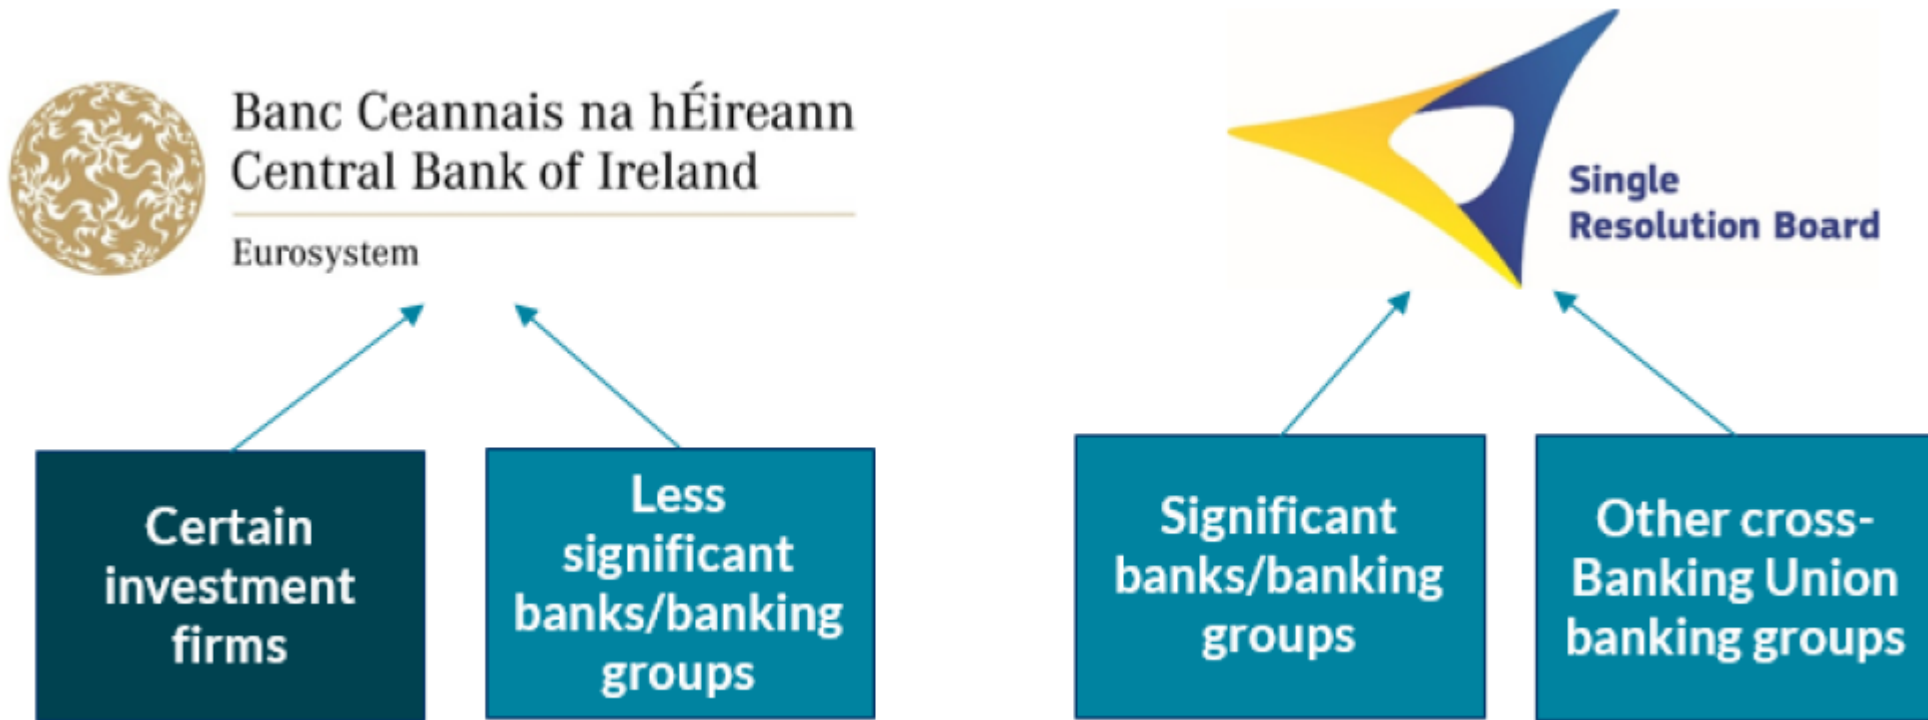 Banc Ceannais na hÉireann
Central Bank of Ireland
Eurosystem
Single
Resolution Board
Certain
investment
firms
Less
significant
banks/banking
groups
Significant
banks/banking
groups
Other cross-
Banking Union
banking groups